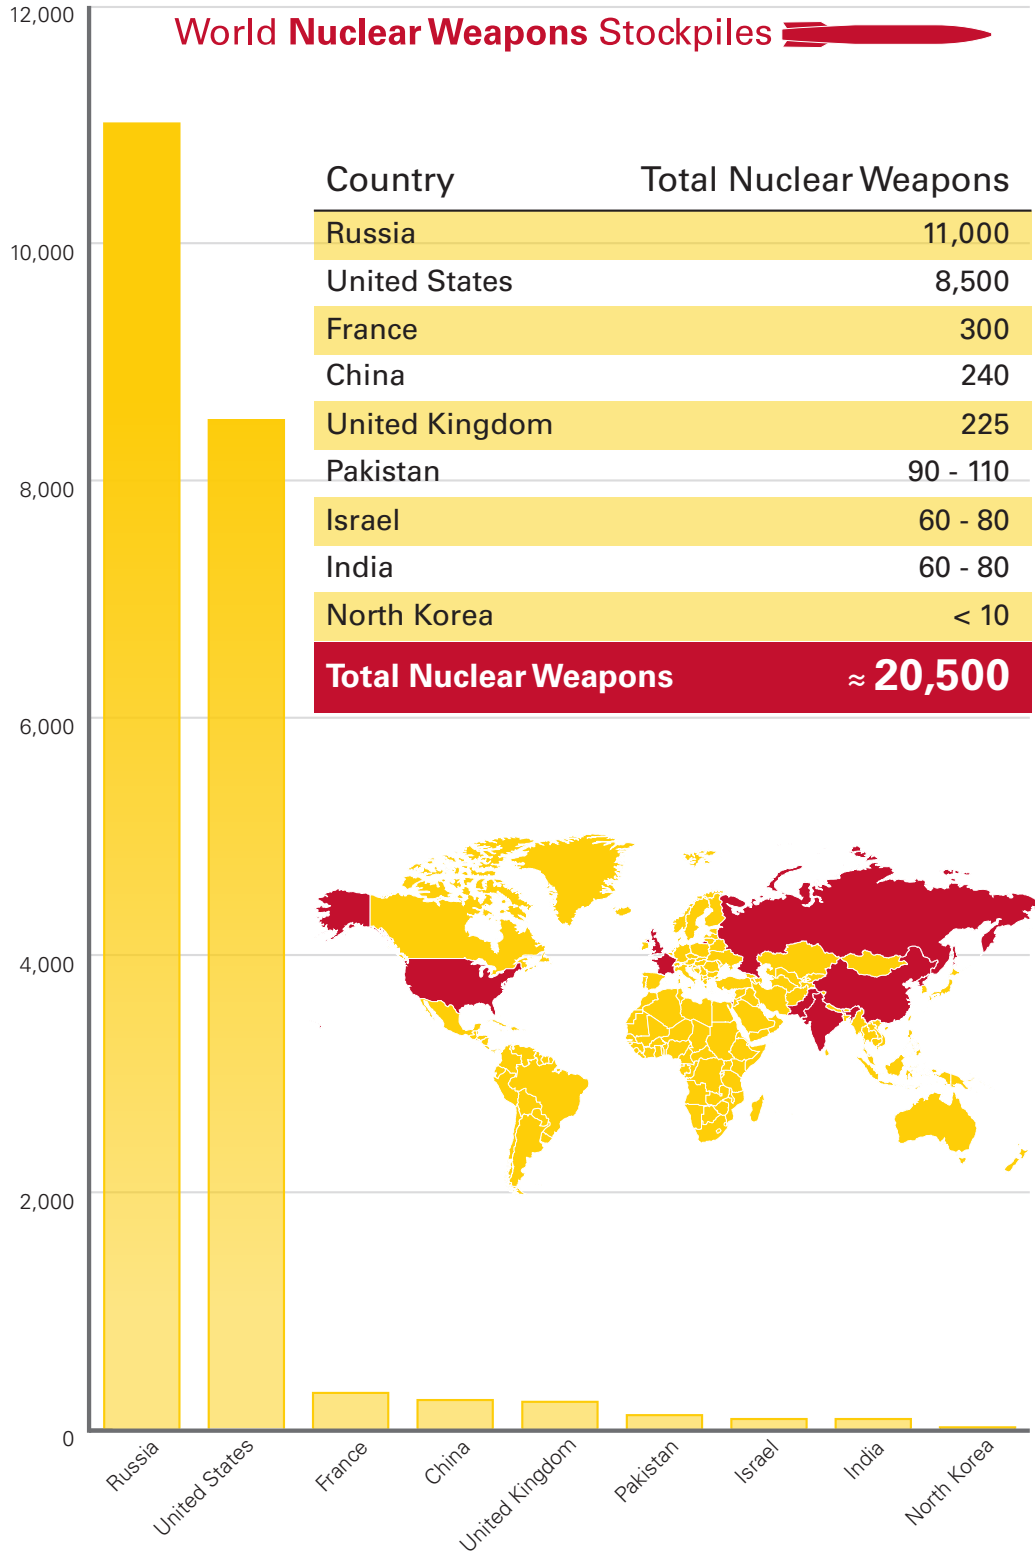 12,000
World Nuclear Weapons Stockpiles
Country Total Nuclear Weapons
Russia 11,000
10,000
United States 8,500
France 300
China 240
United Kingdom 225
Pakistan 90 - 110
8,000
Israel 60 - 80
India 60 - 80
North Korea < 10
Total Nuclear Weapons ≈ 20,500
6,000
4,000
2,000
0
Russia
United States
France
China
United Kingdom
Pakistan
Israel
India
North Korea